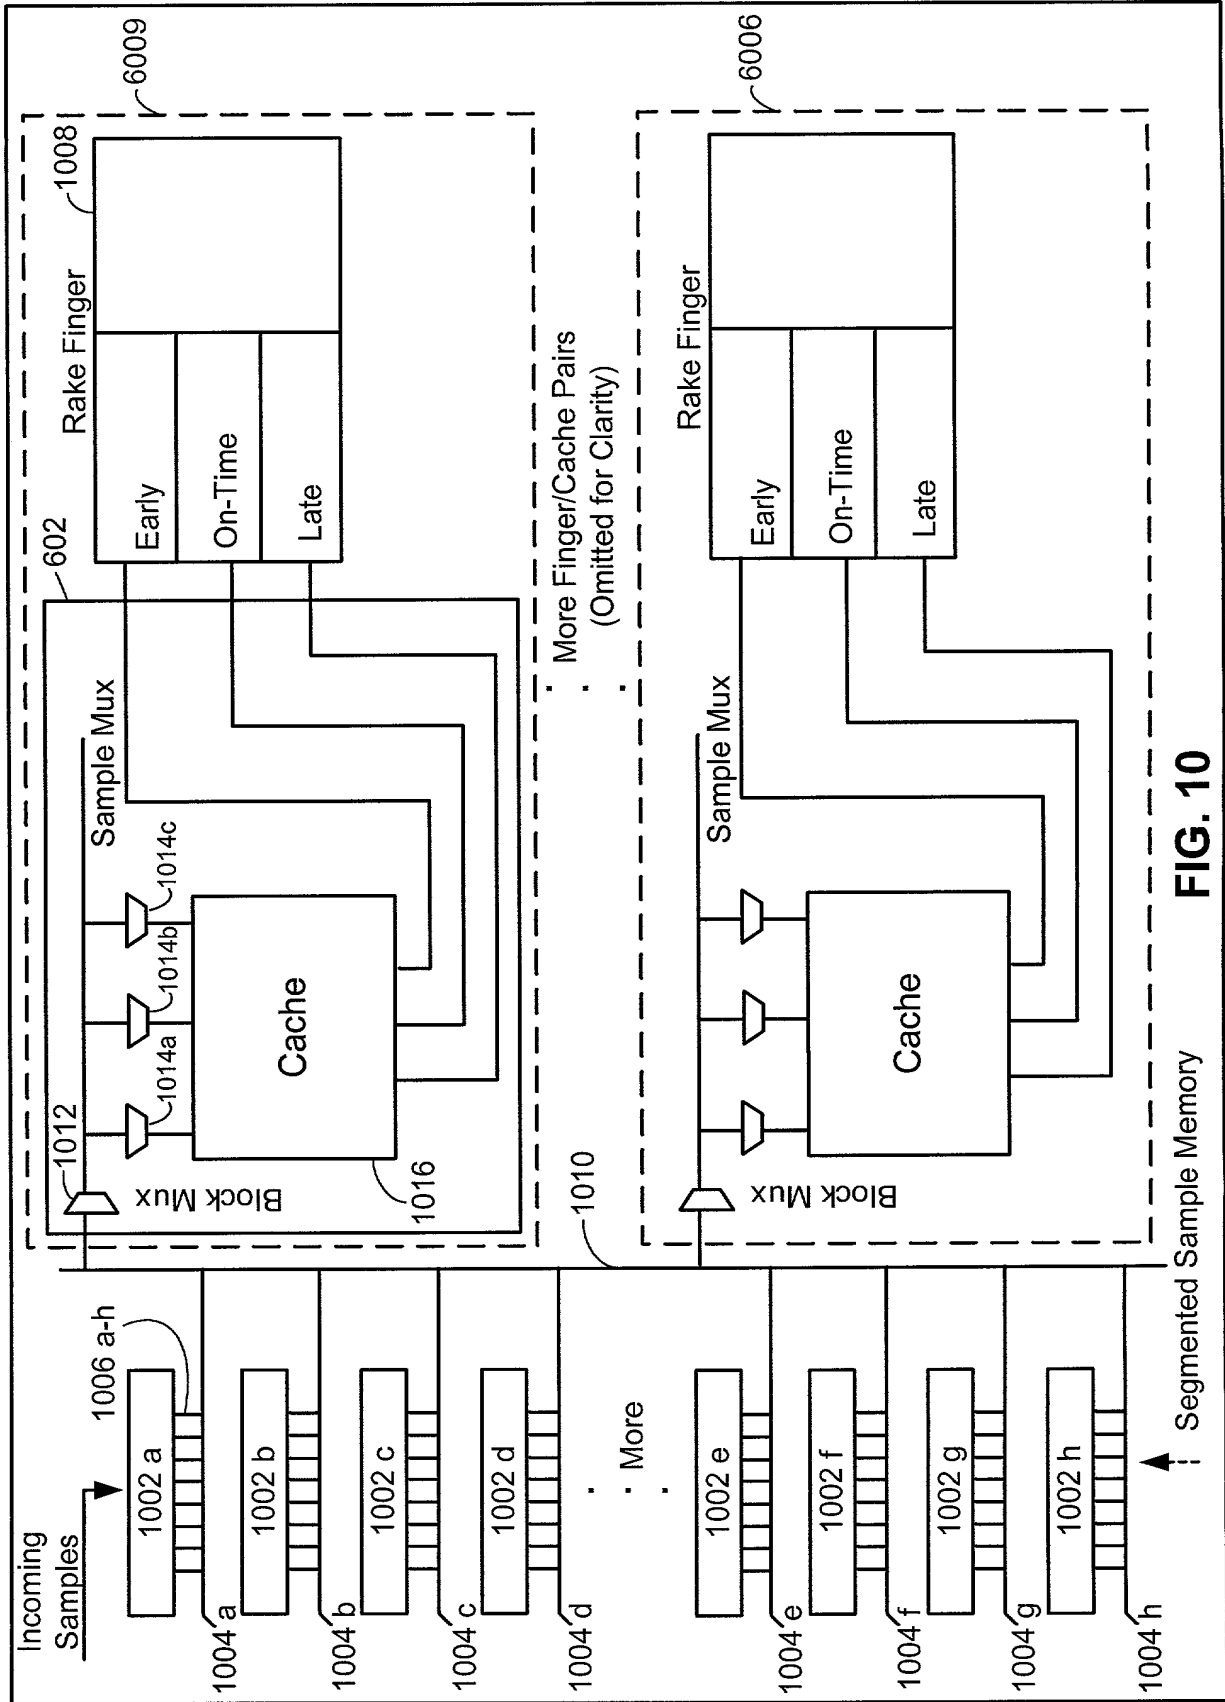 Incoming
Samples
1002 a
1006 a-h
1004 a
1002 b
1004 b
1002 c
1004 c
1002 d
1004 d
. . . More
1002 e
1004 e
1002 f
1004 f
1002 g
1004 g
1002 h
1004 h
Segmented Sample Memory
1010
6009
602
1012
Block Mux
1014a
1014b
1014c
Sample Mux
Cache
1016
Rake Finger
1008
Early
On-Time
Late
. . . More Finger/Cache Pairs
(Omitted for Clarity)
6006
Block Mux
Sample Mux
Cache
Rake Finger
Early
On-Time
Late
FIG. 10